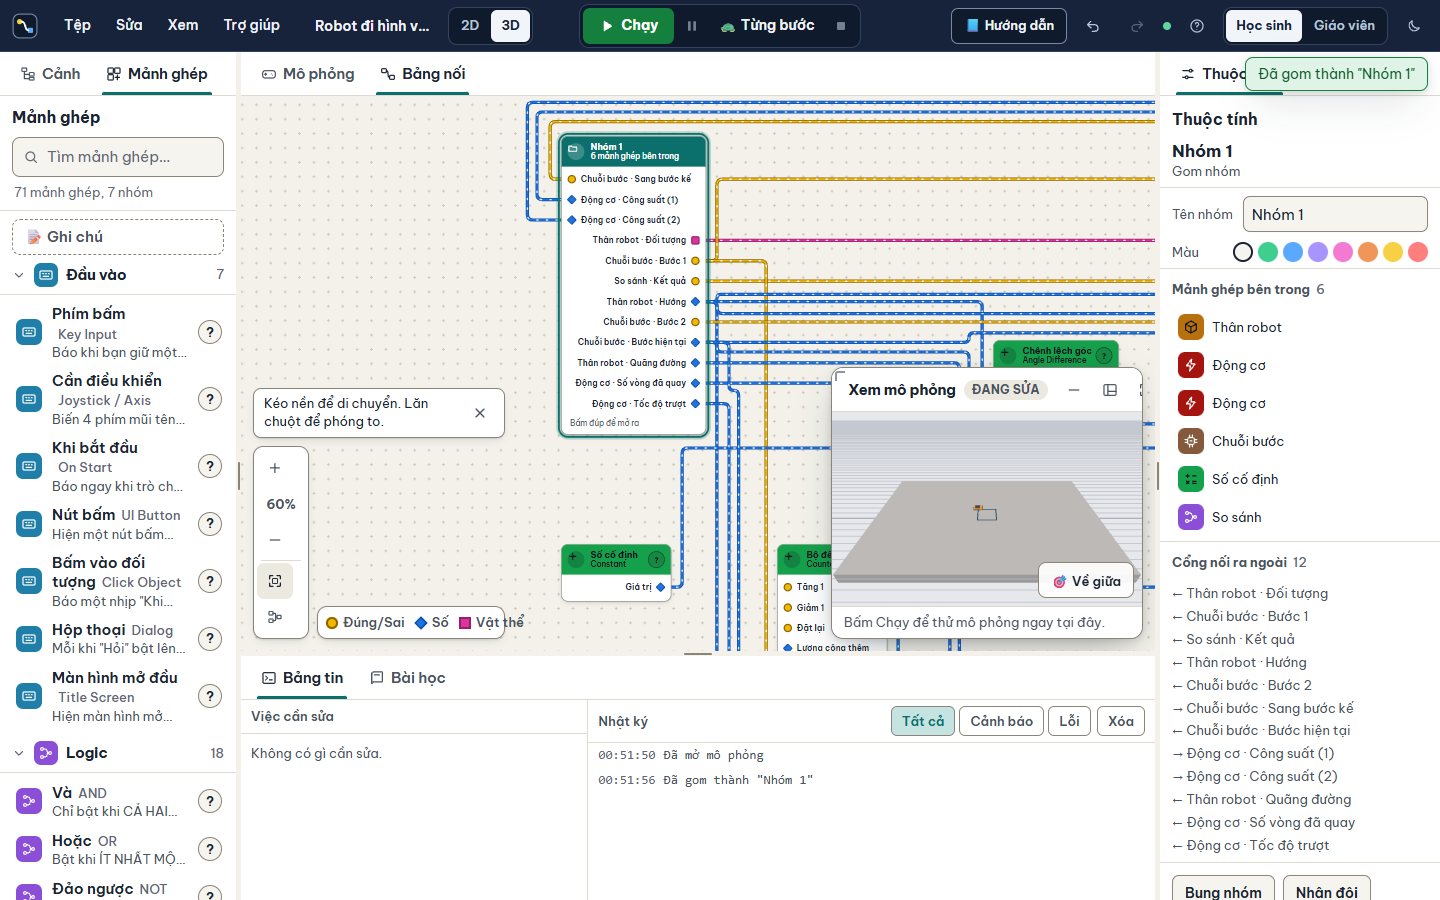 Tệp
Sửa
Xem
Trợ giúp
Robot đi hình v...
2D
3D
Chạy
Từng bước
Hướng dẫn
Học sinh
Giáo viên
Cảnh
Mảnh ghép
Mảnh ghép
Tìm mảnh ghép...
71 mảnh ghép, 7 nhóm
Ghi chú
Đầu vào
7
Phím bấm
Key Input
Báo khi bạn giữ một...
?
Cần điều khiển
Joystick / Axis
Biến 4 phím mũi tên...
?
Khi bắt đầu
On Start
Báo ngay khi trò ch...
?
Nút bấm UI Button
Hiện một nút bấm...
?
Bấm vào đối
tượng Click Object
Báo một nhịp "Khi...
?
Hộp thoại Dialog
Mỗi khi "Hỏi" bật lên...
?
Màn hình mở đầu
Title Screen
Hiện màn hình mở...
?
Logic
18
Và AND
Chỉ bật khi CẢ HAI...
?
Hoặc OR
Bật khi ÍT NHẤT MỘ...
?
Đảo ngược NOT
?
Mô phỏng
Bảng nối
Nhóm 1
6 mảnh ghép bên trong
Chuỗi bước · Sang bước kế
Động cơ · Công suất (1)
Động cơ · Công suất (2)
Thân robot · Đối tượng
Chuỗi bước · Bước 1
So sánh · Kết quả
Thân robot · Hướng
Chuỗi bước · Bước 2
Chuỗi bước · Bước hiện tại
Thân robot · Quãng đường
Động cơ · Số vòng đã quay
Động cơ · Tốc độ trượt
Bấm đúp để mở ra
Chênh lệch góc
Angle Difference
?
Kéo nền để di chuyển. Lăn
chuột để phóng to.
60%
Đúng/Sai
Số
Vật thể
Số cố định
Constant
?
Giá trị
Bộ đế
Count
Tăng 1
Giảm 1
Đặt lại
Lượng cộng thêm
Xem mô phỏng
ĐANG SỬA
Về giữa
Bấm Chạy để thử mô phỏng ngay tại đây.
Bảng tin
Bài học
Việc cần sửa
Không có gì cần sửa.
Nhật ký
Tất cả
Cảnh báo
Lỗi
Xóa
00:51:50 Đã mở mô phỏng
00:51:56 Đã gom thành "Nhóm 1"
Thuộc
Đã gom thành "Nhóm 1"
Thuộc tính
Nhóm 1
Gom nhóm
Tên nhóm
Nhóm 1
Màu
Mảnh ghép bên trong 6
Thân robot
Động cơ
Động cơ
Chuỗi bước
Số cố định
So sánh
Cổng nối ra ngoài 12
← Thân robot · Đối tượng
← Chuỗi bước · Bước 1
← So sánh · Kết quả
← Thân robot · Hướng
← Chuỗi bước · Bước 2
→ Chuỗi bước · Sang bước kế
← Chuỗi bước · Bước hiện tại
→ Động cơ · Công suất (1)
→ Động cơ · Công suất (2)
← Thân robot · Quãng đường
← Động cơ · Số vòng đã quay
← Động cơ · Tốc độ trượt
Bung nhóm
Nhân đôi